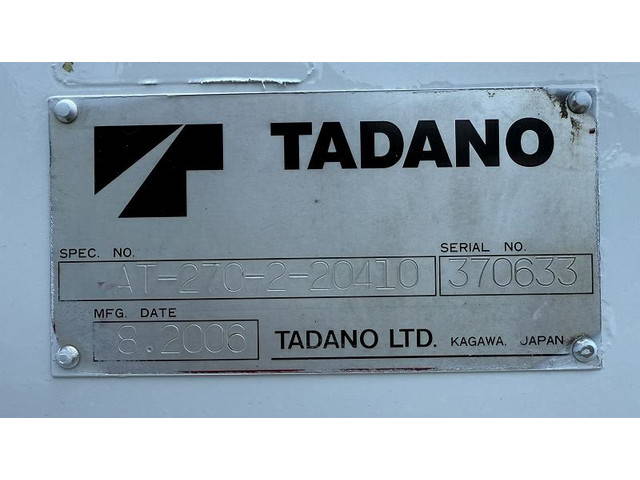 TADANO
SPEC. NO.
AT-270-2-20410
SERIAL NO.
370633
MFG. DATE
8.2006
TADANO LTD. KAGAWA, JAPAN